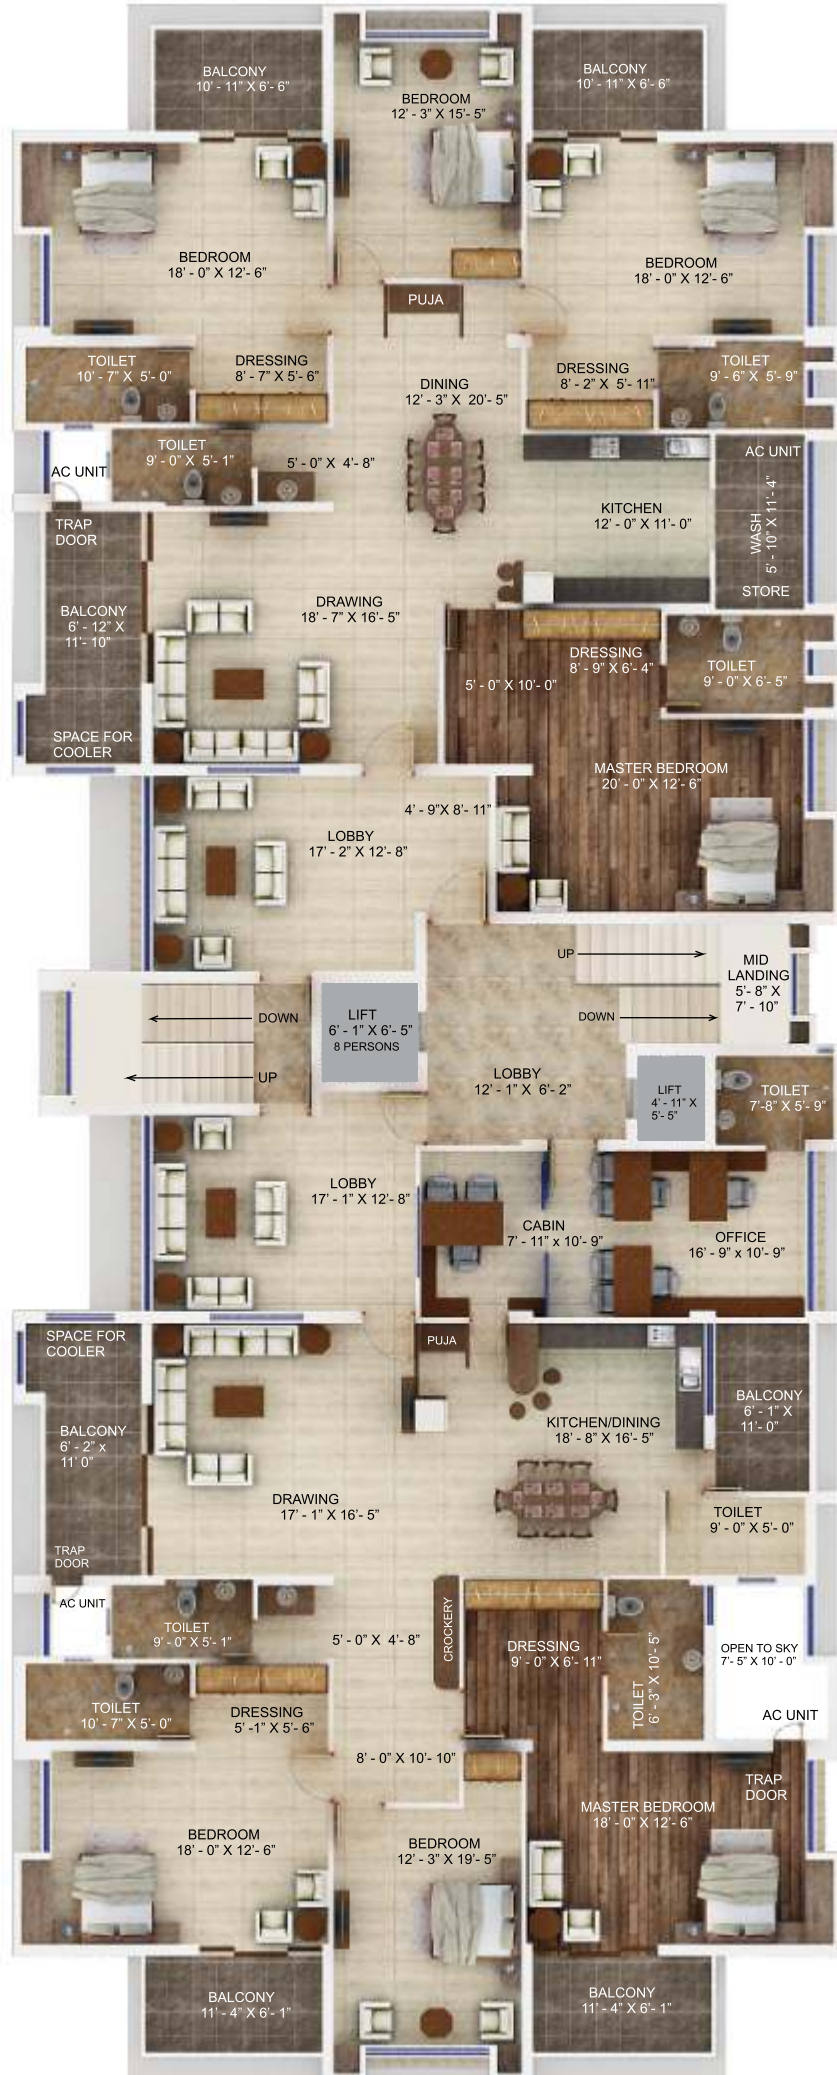 BALCONY
10' - 11" X 6'- 6"
BEDROOM
12' - 3" X 15'- 5"
BALCONY
10' - 11" X 6'- 6"
BEDROOM
18' - 0" X 12'- 6"
BEDROOM
18' - 0" X 12'- 6"
PUJA
TOILET
10' - 7" X 5'- 0"
DRESSING
8' - 7" X 5'- 6"
DINING
12' - 3" X 20'- 5"
DRESSING
8' - 2" X 5'- 11"
TOILET
9' - 6" X 5'- 9"
AC UNIT
TOILET
9' - 0" X 5'- 1"
5' - 0" X 4'- 8"
AC UNIT
WASH
5' - 10" X 11'- 4"
STORE
KITCHEN
12' - 0" X 11'- 0"
TRAP
DOOR
BALCONY
6' - 12" X
11'- 10"
SPACE FOR
COOLER
DRAWING
18' - 7" X 16'- 5"
DRESSING
8' - 9" X 6'- 4"
5' - 0" X 10'- 0"
TOILET
9' - 0" X 6'- 5"
MASTER BEDROOM
20' - 0" X 12'- 6"
4' - 9"X 8'- 11"
LOBBY
17' - 2" X 12'- 8"
UP
MID
LANDING
5'- 8" X
7' - 10"
DOWN
DOWN
UP
LIFT
6' - 1" X 6'- 5"
8 PERSONS
LOBBY
12' - 1" X 6'- 2"
LIFT
4' - 11" X
5'- 5"
TOILET
7'-8" X 5'- 9"
LOBBY
17' - 1" X 12'- 8"
CABIN
7' - 11" x 10'- 9"
OFFICE
16' - 9" x 10'- 9"
SPACE FOR
COOLER
PUJA
BALCONY
6' - 2" x
11' 0"
KITCHEN/DINING
18' - 8" X 16'- 5"
BALCONY
6' - 1" X
11'- 0"
DRAWING
17' - 1" X 16'- 5"
TOILET
9' - 0" X 5'- 0"
TRAP
DOOR
AC UNIT
TOILET
9' - 0" X 5'- 1"
5' - 0" X 4'- 8"
CROCKERY
DRESSING
9' - 0" X 6'- 11"
TOILET
6' - 3" X 10'- 5"
OPEN TO SKY
7'- 5" X 10' - 0"
AC UNIT
TOILET
10' - 7" X 5'- 0"
DRESSING
5' -1" X 5'- 6"
8' - 0" X 10'- 10"
TRAP
DOOR
MASTER BEDROOM
18' - 0" X 12'- 6"
BEDROOM
18' - 0" X 12'- 6"
BEDROOM
12' - 3" X 19'- 5"
BALCONY
11' - 4" X 6'- 1"
BALCONY
11' - 4" X 6'- 1"